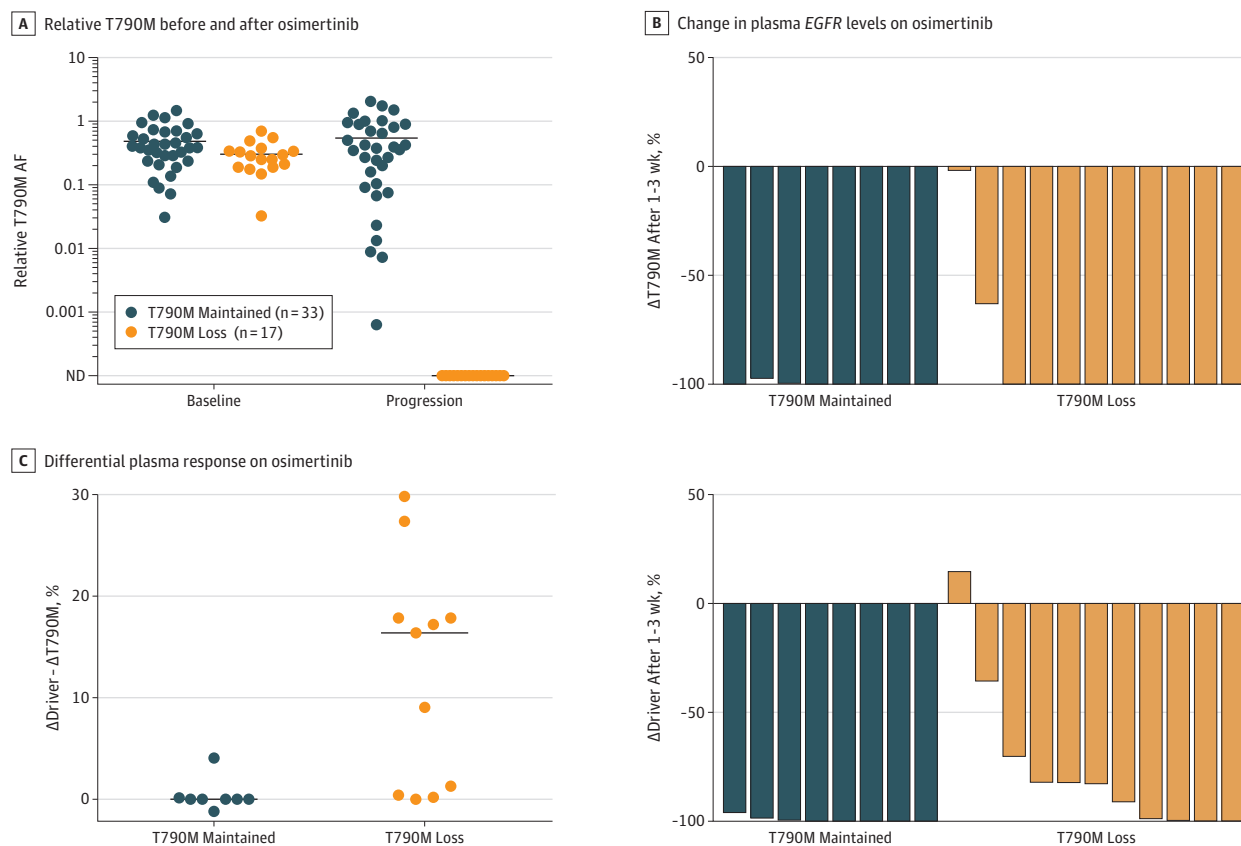 A Relative T790M before and after osimertinib
10
1
0.1
0.01
0.001
ND
Relative T790M AF
T790M Maintained (n = 33)
T790M Loss (n = 17)
Baseline
Progression
B Change in plasma EGFR levels on osimertinib
50
0
-50
-100
ΔT790M After 1-3 wk, %
T790M Maintained
T790M Loss
C Differential plasma response on osimertinib
30
20
10
0
ΔDriver - ΔT790M, %
T790M Maintained
T790M Loss
50
0
-50
-100
ΔDriver After 1-3 wk, %
T790M Maintained
T790M Loss